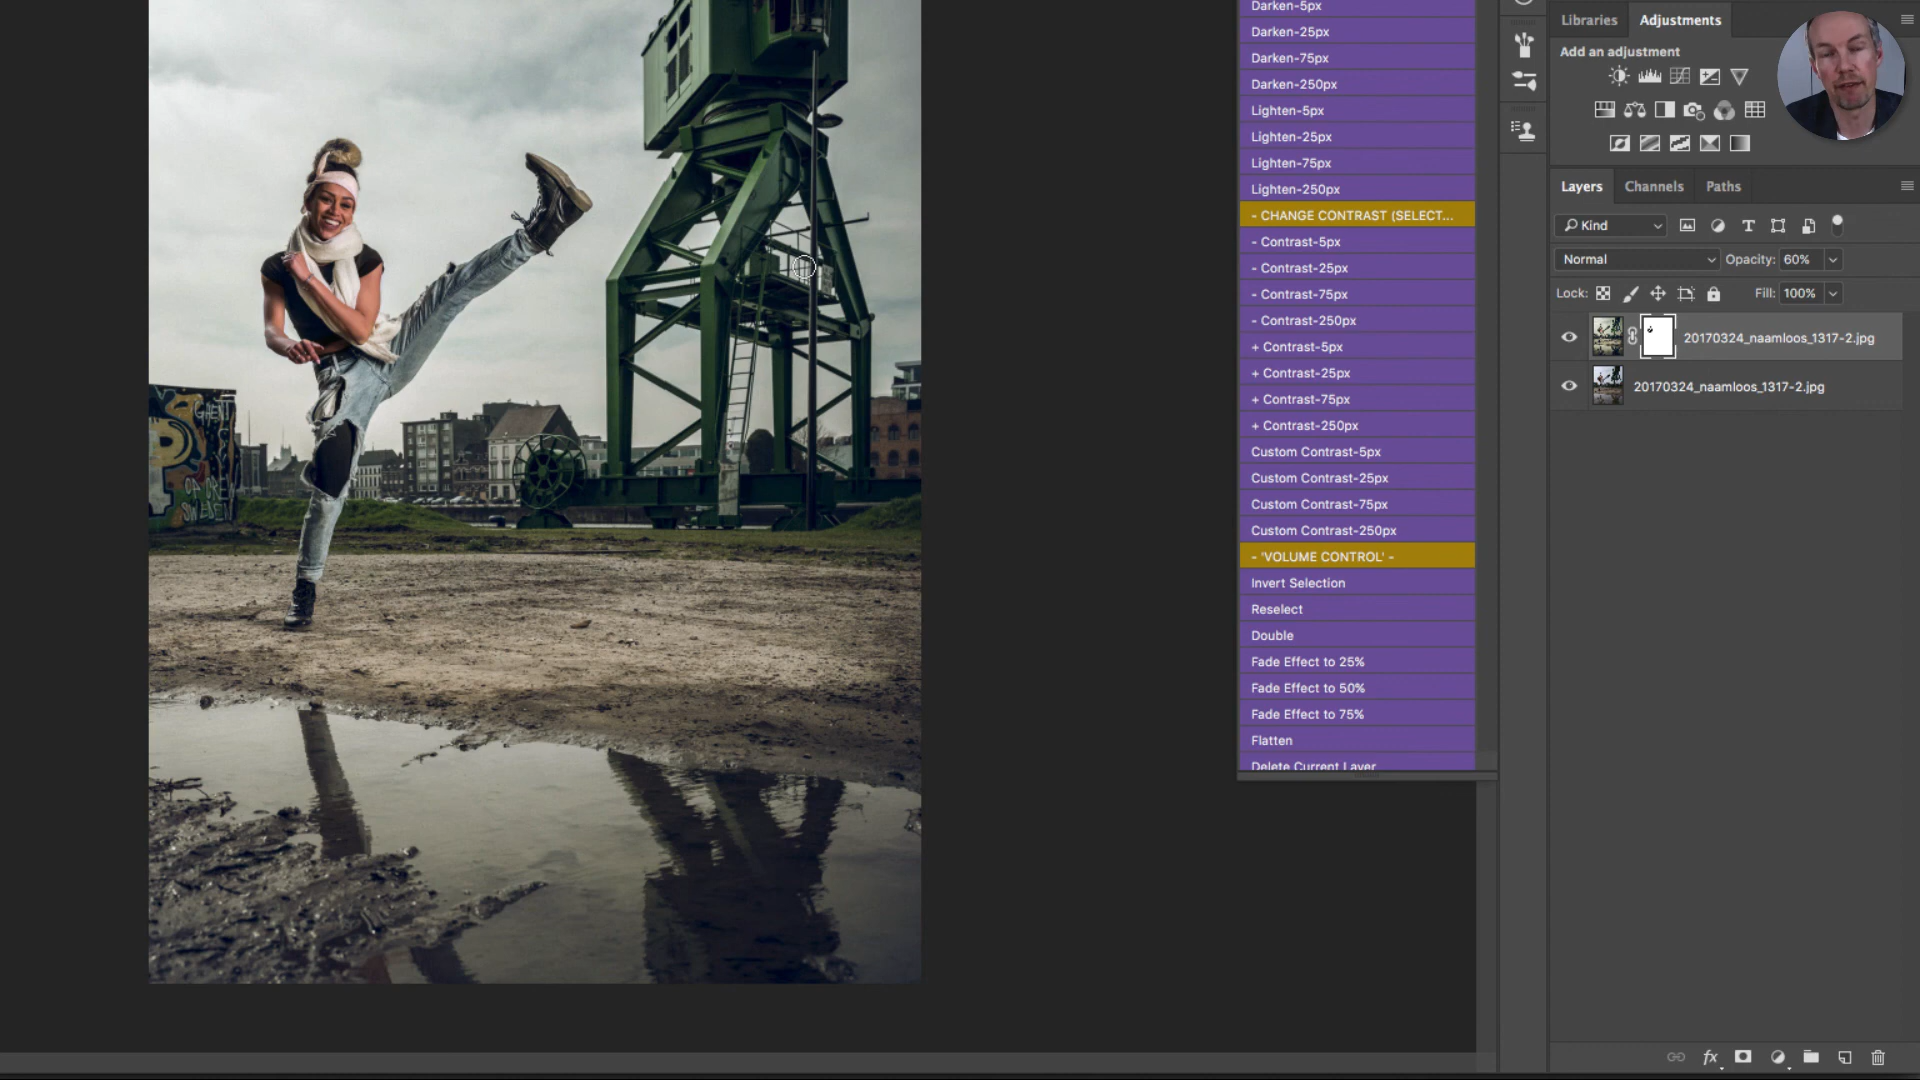 Darken-5px
Darken-25px
Darken-75px
Darken-250px
Lighten-5px
Lighten-25px
Lighten-75px
Lighten-250px
- CHANGE CONTRAST (SELECT...
- Contrast-5px
- Contrast-25px
- Contrast-75px
- Contrast-250px
+ Contrast-5px
+ Contrast-25px
+ Contrast-75px
+ Contrast-250px
Custom Contrast-5px
Custom Contrast-25px
Custom Contrast-75px
Custom Contrast-250px
- 'VOLUME CONTROL' -
Invert Selection
Reselect
Double
Fade Effect to 25%
Fade Effect to 50%
Fade Effect to 75%
Flatten
Delete Current Layer
Libraries Adjustments
Add an adjustment
Layers Channels Paths
Kind
Normal Opacity: 60%
Lock: Fill: 100%
20170324_naamloos_1317-2.jpg
20170324_naamloos_1317-2.jpg
fx